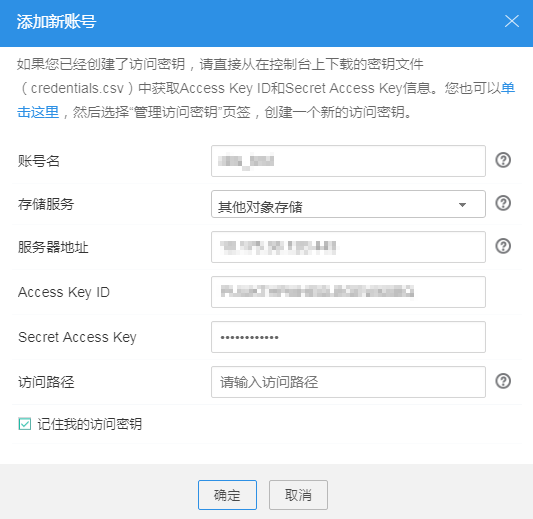 添加新账号
如果您已经创建了访问密钥，请直接从在控制台上下载的密钥文件
（credentials.csv）中获取Access Key ID和Secret Access Key信息。您也可以单
击这里，然后选择“管理访问密钥”页签，创建一个新的访问密钥。
账号名
存储服务 其他对象存储
服务器地址
Access Key ID
Secret Access Key ••••••••••••
访问路径 请输入访问路径
记住我的访问密钥
确定 取消